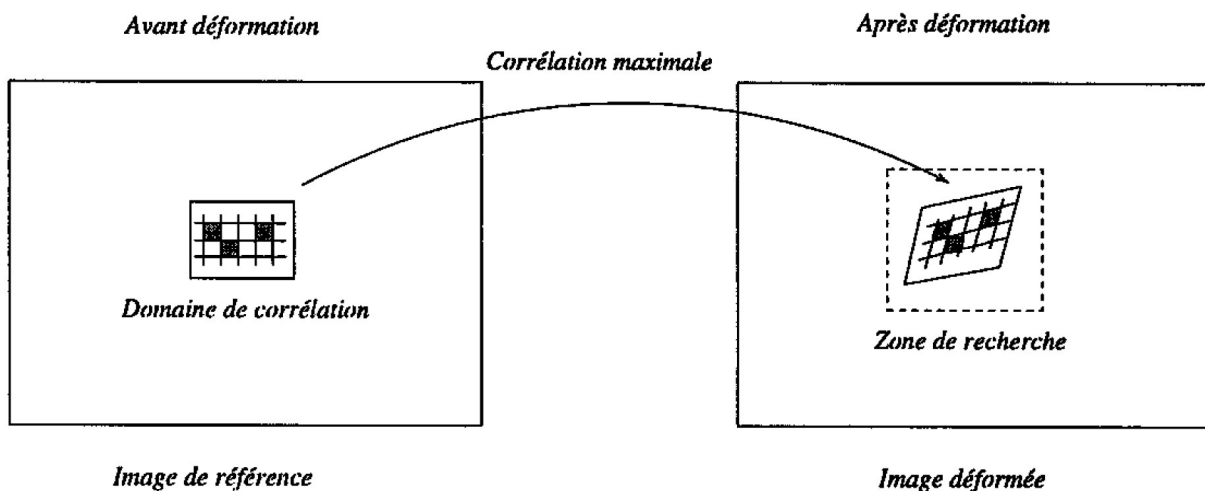 Avant déformation
Après déformation
Corrélation maximale
Domaine de corrélation
Zone de recherche
Image de référence
Image déformée